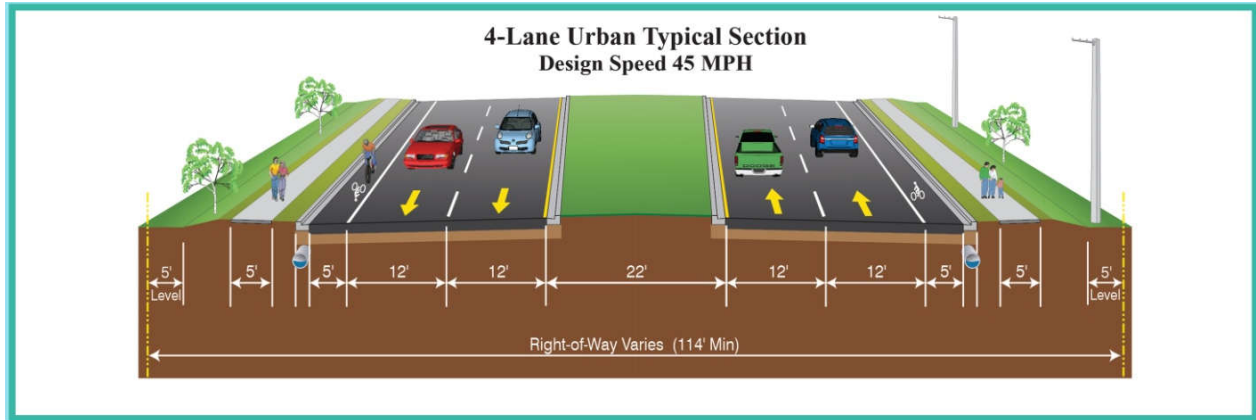 4-Lane Urban Typical Section
Design Speed 45 MPH
5' 5' 5' 12' 12' 22' 12' 12' 5' 5' 5'
Level Level
Right-of-Way Varies (114' Min)